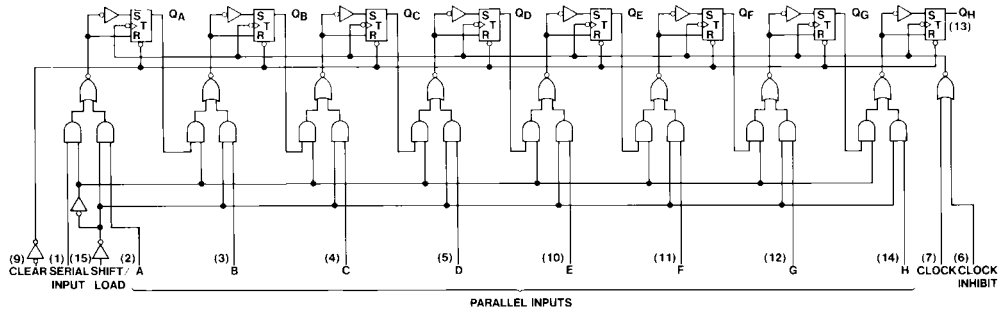 S T R QA
S T R QB
S T R QC
S T R QD
S T R QE
S T R QF
S T R QG
S T R QH
(13)
(9) (1) (15) (2) (3) (4) (5) (10) (11) (12) (14) (7) (6)
CLEAR SERIAL SHIFT/ A B C D E F G H CLOCK CLOCK
INPUT LOAD INHIBIT
PARALLEL INPUTS